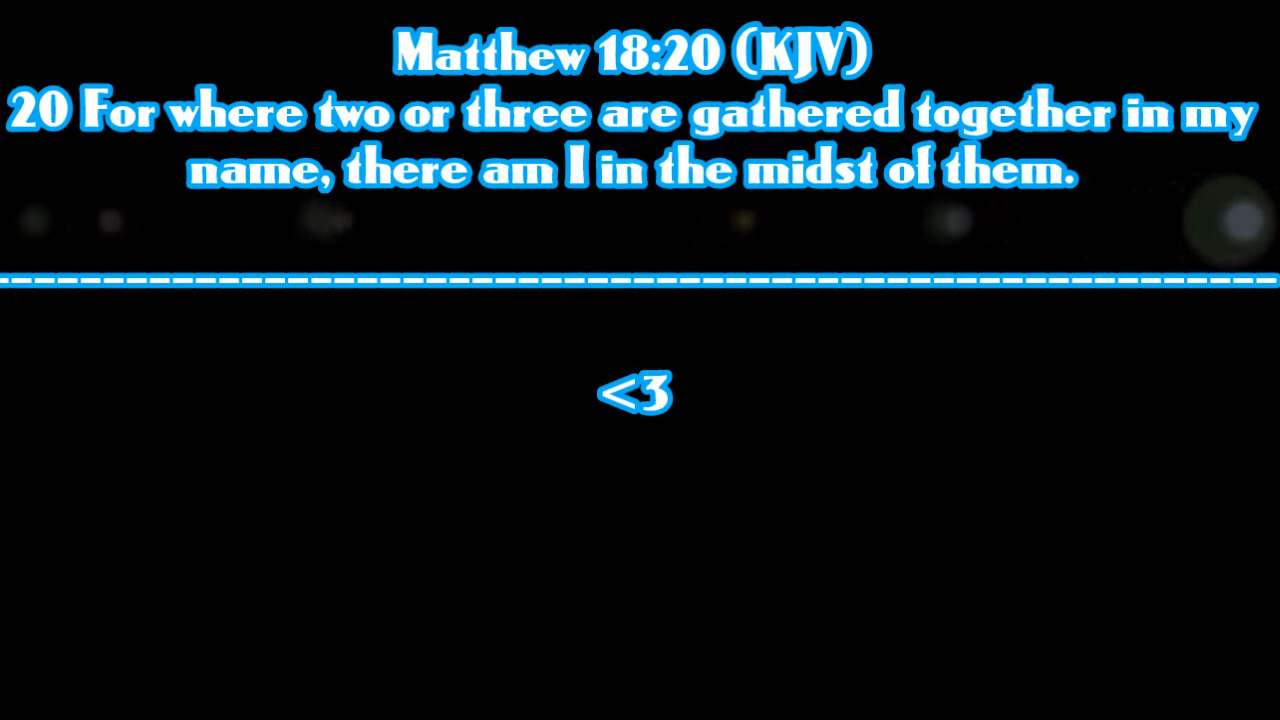 Matthew 18:20 (KJV)
20 For where two or three are gathered together in my
name, there am I in the midst of them.
<3